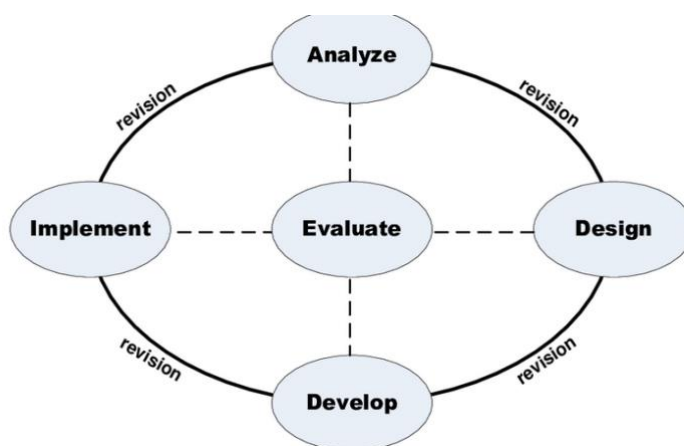 Analyze
revision
revision
Implement
Evaluate
Design
revision
revision
Develop